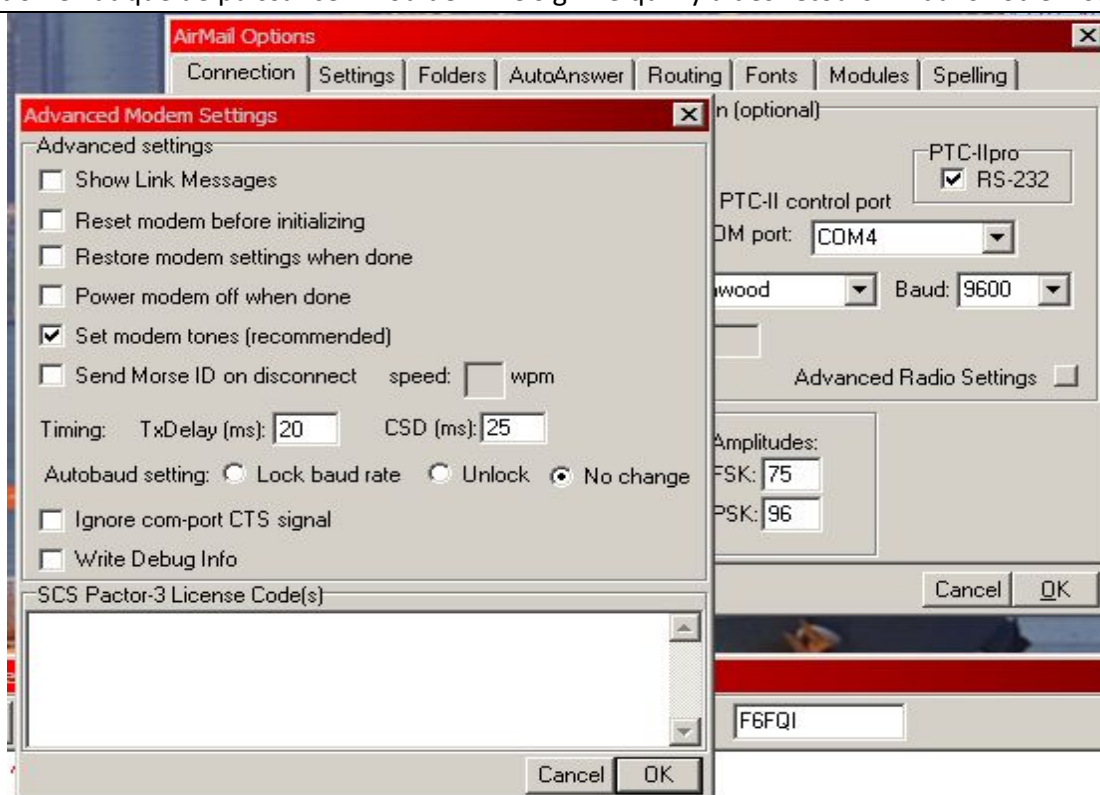 AirMail Options
Connection Settings Folders AutoAnswer Routing Fonts Modules Spelling
Advanced Modem Settings
Advanced settings
Show Link Messages
Reset modem before initializing
Restore modem settings when done
Power modem off when done
Set modem tones (recommended)
Send Morse ID on disconnect speed: wpm
Timing: TxDelay (ms): 20 CSD (ms): 25
Autobaud setting: Lock baud rate Unlock No change
Ignore com-port CTS signal
Write Debug Info
SCS Pactor-3 License Code(s)
Cancel OK
n (optional)
PTC-IIpro
RS-232
PTC-II control port
OM port: COM4
wood Baud: 9600
Advanced Radio Settings
Amplitudes:
FSK: 75
PSK: 96
Cancel OK
F6FQI